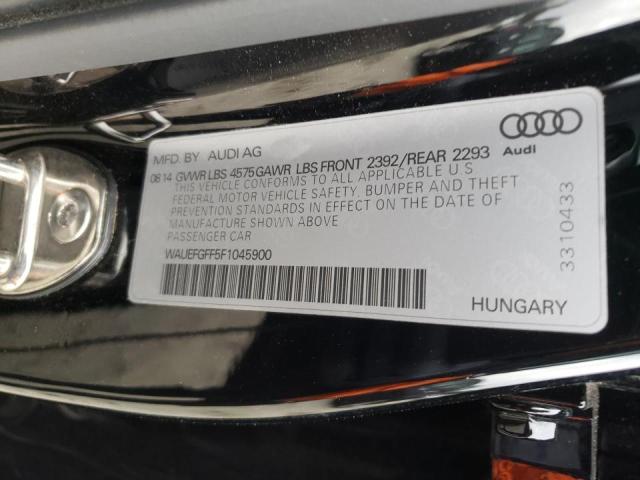 MFD. BY AUDI AG
08.14 GVWR LBS 4575 GAWR LBS FRONT 2392/REAR 2293
THIS VEHICLE CONFORMS TO ALL APPLICABLE U S
FEDERAL MOTOR VEHICLE SAFETY, BUMPER AND THEFT
PREVENTION STANDARDS IN EFFECT ON THE DATE OF
MANUFACTURE SHOWN ABOVE
PASSENGER CAR
WAUEFGFF5F1045900
Audi
3310433
HUNGARY